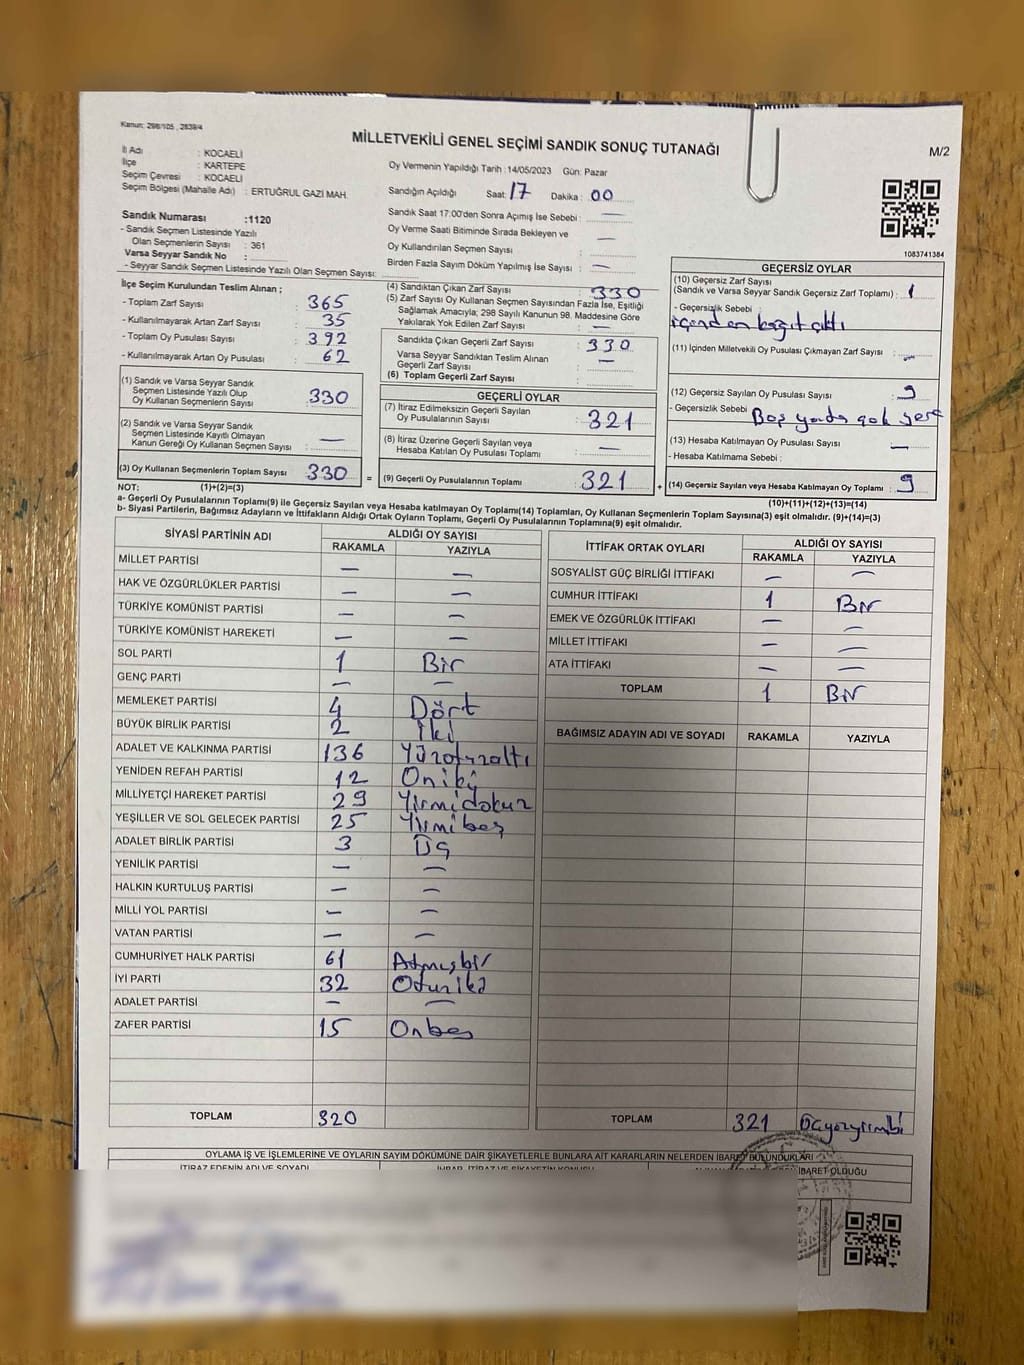 Kanun: 298/105 , 2839/4
MİLLETVEKİLİ GENEL SEÇİMİ SANDIK SONUÇ TUTANAĞI
M/2
İl Adı : KOCAELİ
İlçe : KARTEPE
Seçim Çevresi : KOCAELİ
Seçim Bölgesi (Mahalle Adı) : ERTUĞRUL GAZİ MAH.
Oy Vermenin Yapıldığı Tarih : 14/05/2023 Gün: Pazar
Sandığın Açıldığı Saat: 17 Dakika : 00
Sandık Saat 17:00'den Sonra Açılmış İse Sebebi : —
Oy Verme Saati Bitiminde Sırada Bekleyen ve
Oy Kullandırılan Seçmen Sayısı : —
Birden Fazla Sayım Döküm Yapılmış İse Sayısı : —
1083741384
Sandık Numarası :1120
- Sandık Seçmen Listesinde Yazılı
Olan Seçmenlerin Sayısı : 361
Varsa Seyyar Sandık No :
- Seyyar Sandık Seçmen Listesinde Yazılı Olan Seçmen Sayısı:
İlçe Seçim Kurulundan Teslim Alınan ;
- Toplam Zarf Sayısı : 365
- Kullanılmayarak Artan Zarf Sayısı : 35
- Toplam Oy Pusulası Sayısı : 392
- Kullanılmayarak Artan Oy Pusulası : 62
(1) Sandık ve Varsa Seyyar Sandık
Seçmen Listesinde Yazılı Olup
Oy Kullanan Seçmenlerin Sayısı : 330
(2) Sandık ve Varsa Seyyar Sandık
Seçmen Listesinde Kayıtlı Olmayan
Kanun Gereği Oy Kullanan Seçmen Sayısı : —
(3) Oy Kullanan Seçmenlerin Toplam Sayısı : 330 =
(4) Sandıktan Çıkan Zarf Sayısı : 330
(5) Zarf Sayısı Oy Kullanan Seçmen Sayısından Fazla İse, Eşitliği
Sağlamak Amacıyla; 298 Sayılı Kanunun 98. Maddesine Göre
Yakılarak Yok Edilen Zarf Sayısı : —
Sandıkta Çıkan Geçerli Zarf Sayısı : 330
Varsa Seyyar Sandıktan Teslim Alınan
Geçerli Zarf Sayısı : —
(6) Toplam Geçerli Zarf Sayısı :
GEÇERLİ OYLAR
(7) İtiraz Edilmeksizin Geçerli Sayılan
Oy Pusulalarının Sayısı : 321
(8) İtiraz Üzerine Geçerli Sayılan veya
Hesaba Katılan Oy Pusulası Toplamı : —
(9) Geçerli Oy Pusulalarının Toplamı : 321 +
GEÇERSİZ OYLAR
(10) Geçersiz Zarf Sayısı
(Sandık ve Varsa Seyyar Sandık Geçersiz Zarf Toplamı) : 1
- Geçersizlik Sebebi
içinden kağıt çıktı
(11) İçinden Milletvekili Oy Pusulası Çıkmayan Zarf Sayısı : —
(12) Geçersiz Sayılan Oy Pusulası Sayısı : 9
- Geçersizlik Sebebi Boş yada çok yere
(13) Hesaba Katılmayan Oy Pusulası Sayısı : —
- Hesaba Katılmama Sebebi :
(14) Geçersiz Sayılan veya Hesaba Katılmayan Oy Toplamı : 9
NOT: (1)+(2)=(3) (10)+(11)+(12)+(13)=(14)
a- Geçerli Oy Pusulalarının Toplamı(9) ile Geçersiz Sayılan veya Hesaba katılmayan Oy Toplamı(14) Toplamları, Oy Kullanan Seçmenlerin Toplam Sayısına(3) eşit olmalıdır. (9)+(14)=(3)
b- Siyasi Partilerin, Bağımsız Adayların ve İttifakların Aldığı Ortak Oyların Toplamı, Geçerli Oy Pusulalarının Toplamına(9) eşit olmalıdır.
SİYASİ PARTİNİN ADI ALDIĞI OY SAYISI
RAKAMLA YAZIYLA
MİLLET PARTİSİ — —
HAK VE ÖZGÜRLÜKLER PARTİSİ — —
TÜRKİYE KOMÜNİST PARTİSİ — —
TÜRKİYE KOMÜNİST HAREKETİ — —
SOL PARTİ 1 Bir
GENÇ PARTİ — —
MEMLEKET PARTİSİ 4 Dört
BÜYÜK BİRLİK PARTİSİ 2 İki
ADALET VE KALKINMA PARTİSİ 136 Yüzotuzaltı
YENİDEN REFAH PARTİSİ 12 Oniki
MİLLİYETÇİ HAREKET PARTİSİ 29 Yirmidokuz
YEŞİLLER VE SOL GELECEK PARTİSİ 25 Yirmibeş
ADALET BİRLİK PARTİSİ 3 Üç
YENİLİK PARTİSİ — —
HALKIN KURTULUŞ PARTİSİ — —
MİLLİ YOL PARTİSİ — —
VATAN PARTİSİ — —
CUMHURİYET HALK PARTİSİ 61 Atmışbir
İYİ PARTİ 32 Otuziki
ADALET PARTİSİ — —
ZAFER PARTİSİ 15 Onbeş
TOPLAM 320
İTTİFAK ORTAK OYLARI ALDIĞI OY SAYISI
RAKAMLA YAZIYLA
SOSYALİST GÜÇ BİRLİĞİ İTTİFAKI — —
CUMHUR İTTİFAKI 1 Bir
EMEK VE ÖZGÜRLÜK İTTİFAKI — —
MİLLET İTTİFAKI — —
ATA İTTİFAKI — —
TOPLAM 1 Bir
BAĞIMSIZ ADAYIN ADI VE SOYADI RAKAMLA YAZIYLA
TOPLAM 321
OYLAMA İŞ VE İŞLEMLERİNE VE OYLARIN SAYIM DÖKÜMÜNE DAİR ŞİKAYETLERLE BUNLARA AİT KARARLARIN NELERDEN İBARET BULUNDUKLARI
İTİRAZ EDENİN ADI VE SOYADI
İBARET OLDUĞU